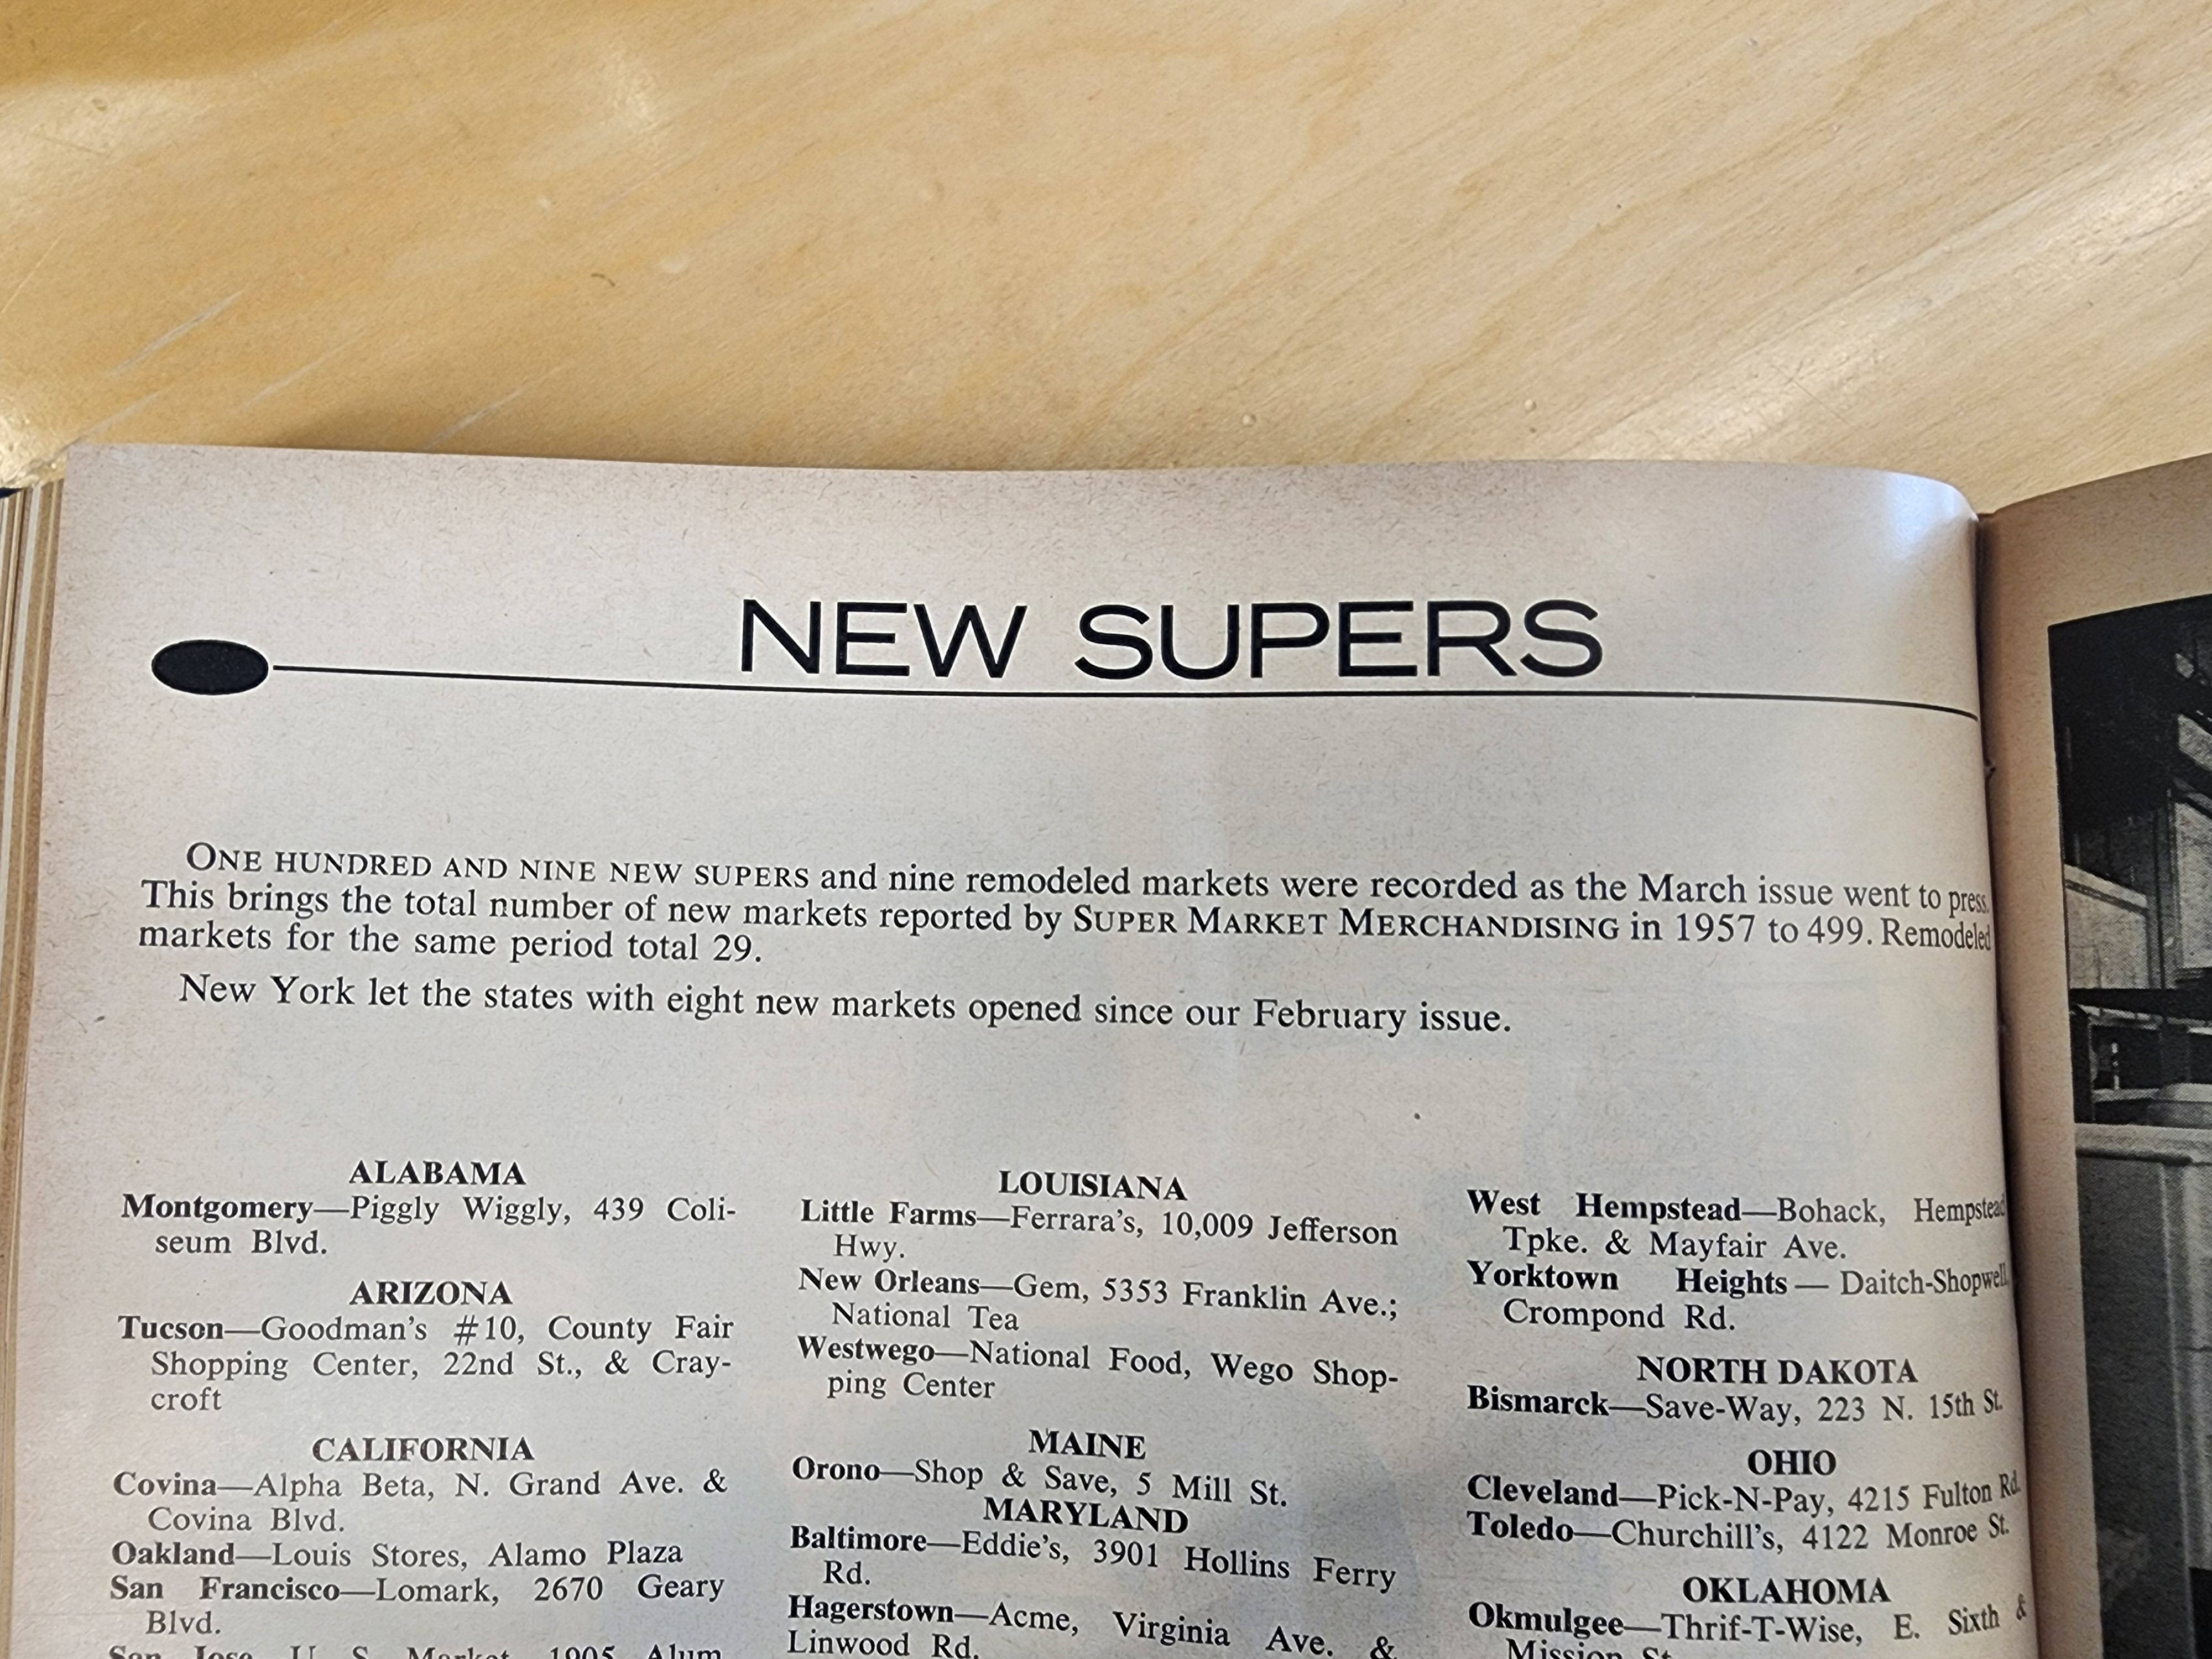 NEW SUPERS
ONE HUNDRED AND NINE NEW SUPERS and nine remodeled markets were recorded as the March issue went to press.
This brings the total number of new markets reported by SUPER MARKET MERCHANDISING in 1957 to 499. Remodeled
markets for the same period total 29.
New York let the states with eight new markets opened since our February issue.
ALABAMA
Montgomery—Piggly Wiggly, 439 Coli-
seum Blvd.
ARIZONA
Tucson—Goodman's #10, County Fair
Shopping Center, 22nd St., & Cray-
croft
CALIFORNIA
Covina—Alpha Beta, N. Grand Ave. &
Covina Blvd.
Oakland—Louis Stores, Alamo Plaza
San Francisco—Lomark, 2670 Geary
Blvd.
San Jose U. S. Market, 1905 Alum
LOUISIANA
Little Farms—Ferrara's, 10,009 Jefferson
Hwy.
New Orleans—Gem, 5353 Franklin Ave.;
National Tea
Westwego—National Food, Wego Shop-
ping Center
MAINE
Orono—Shop & Save, 5 Mill St.
MARYLAND
Baltimore—Eddie's, 3901 Hollins Ferry
Rd.
Hagerstown—Acme, Virginia Ave. &
Linwood Rd.
West Hempstead—Bohack, Hempstead
Tpke. & Mayfair Ave.
Yorktown Heights—Daitch-Shopwell,
Crompond Rd.
NORTH DAKOTA
Bismarck—Save-Way, 223 N. 15th St.
OHIO
Cleveland—Pick-N-Pay, 4215 Fulton Rd.
Toledo—Churchill's, 4122 Monroe St.
OKLAHOMA
Okmulgee—Thrif-T-Wise, E. Sixth &
Mission St.